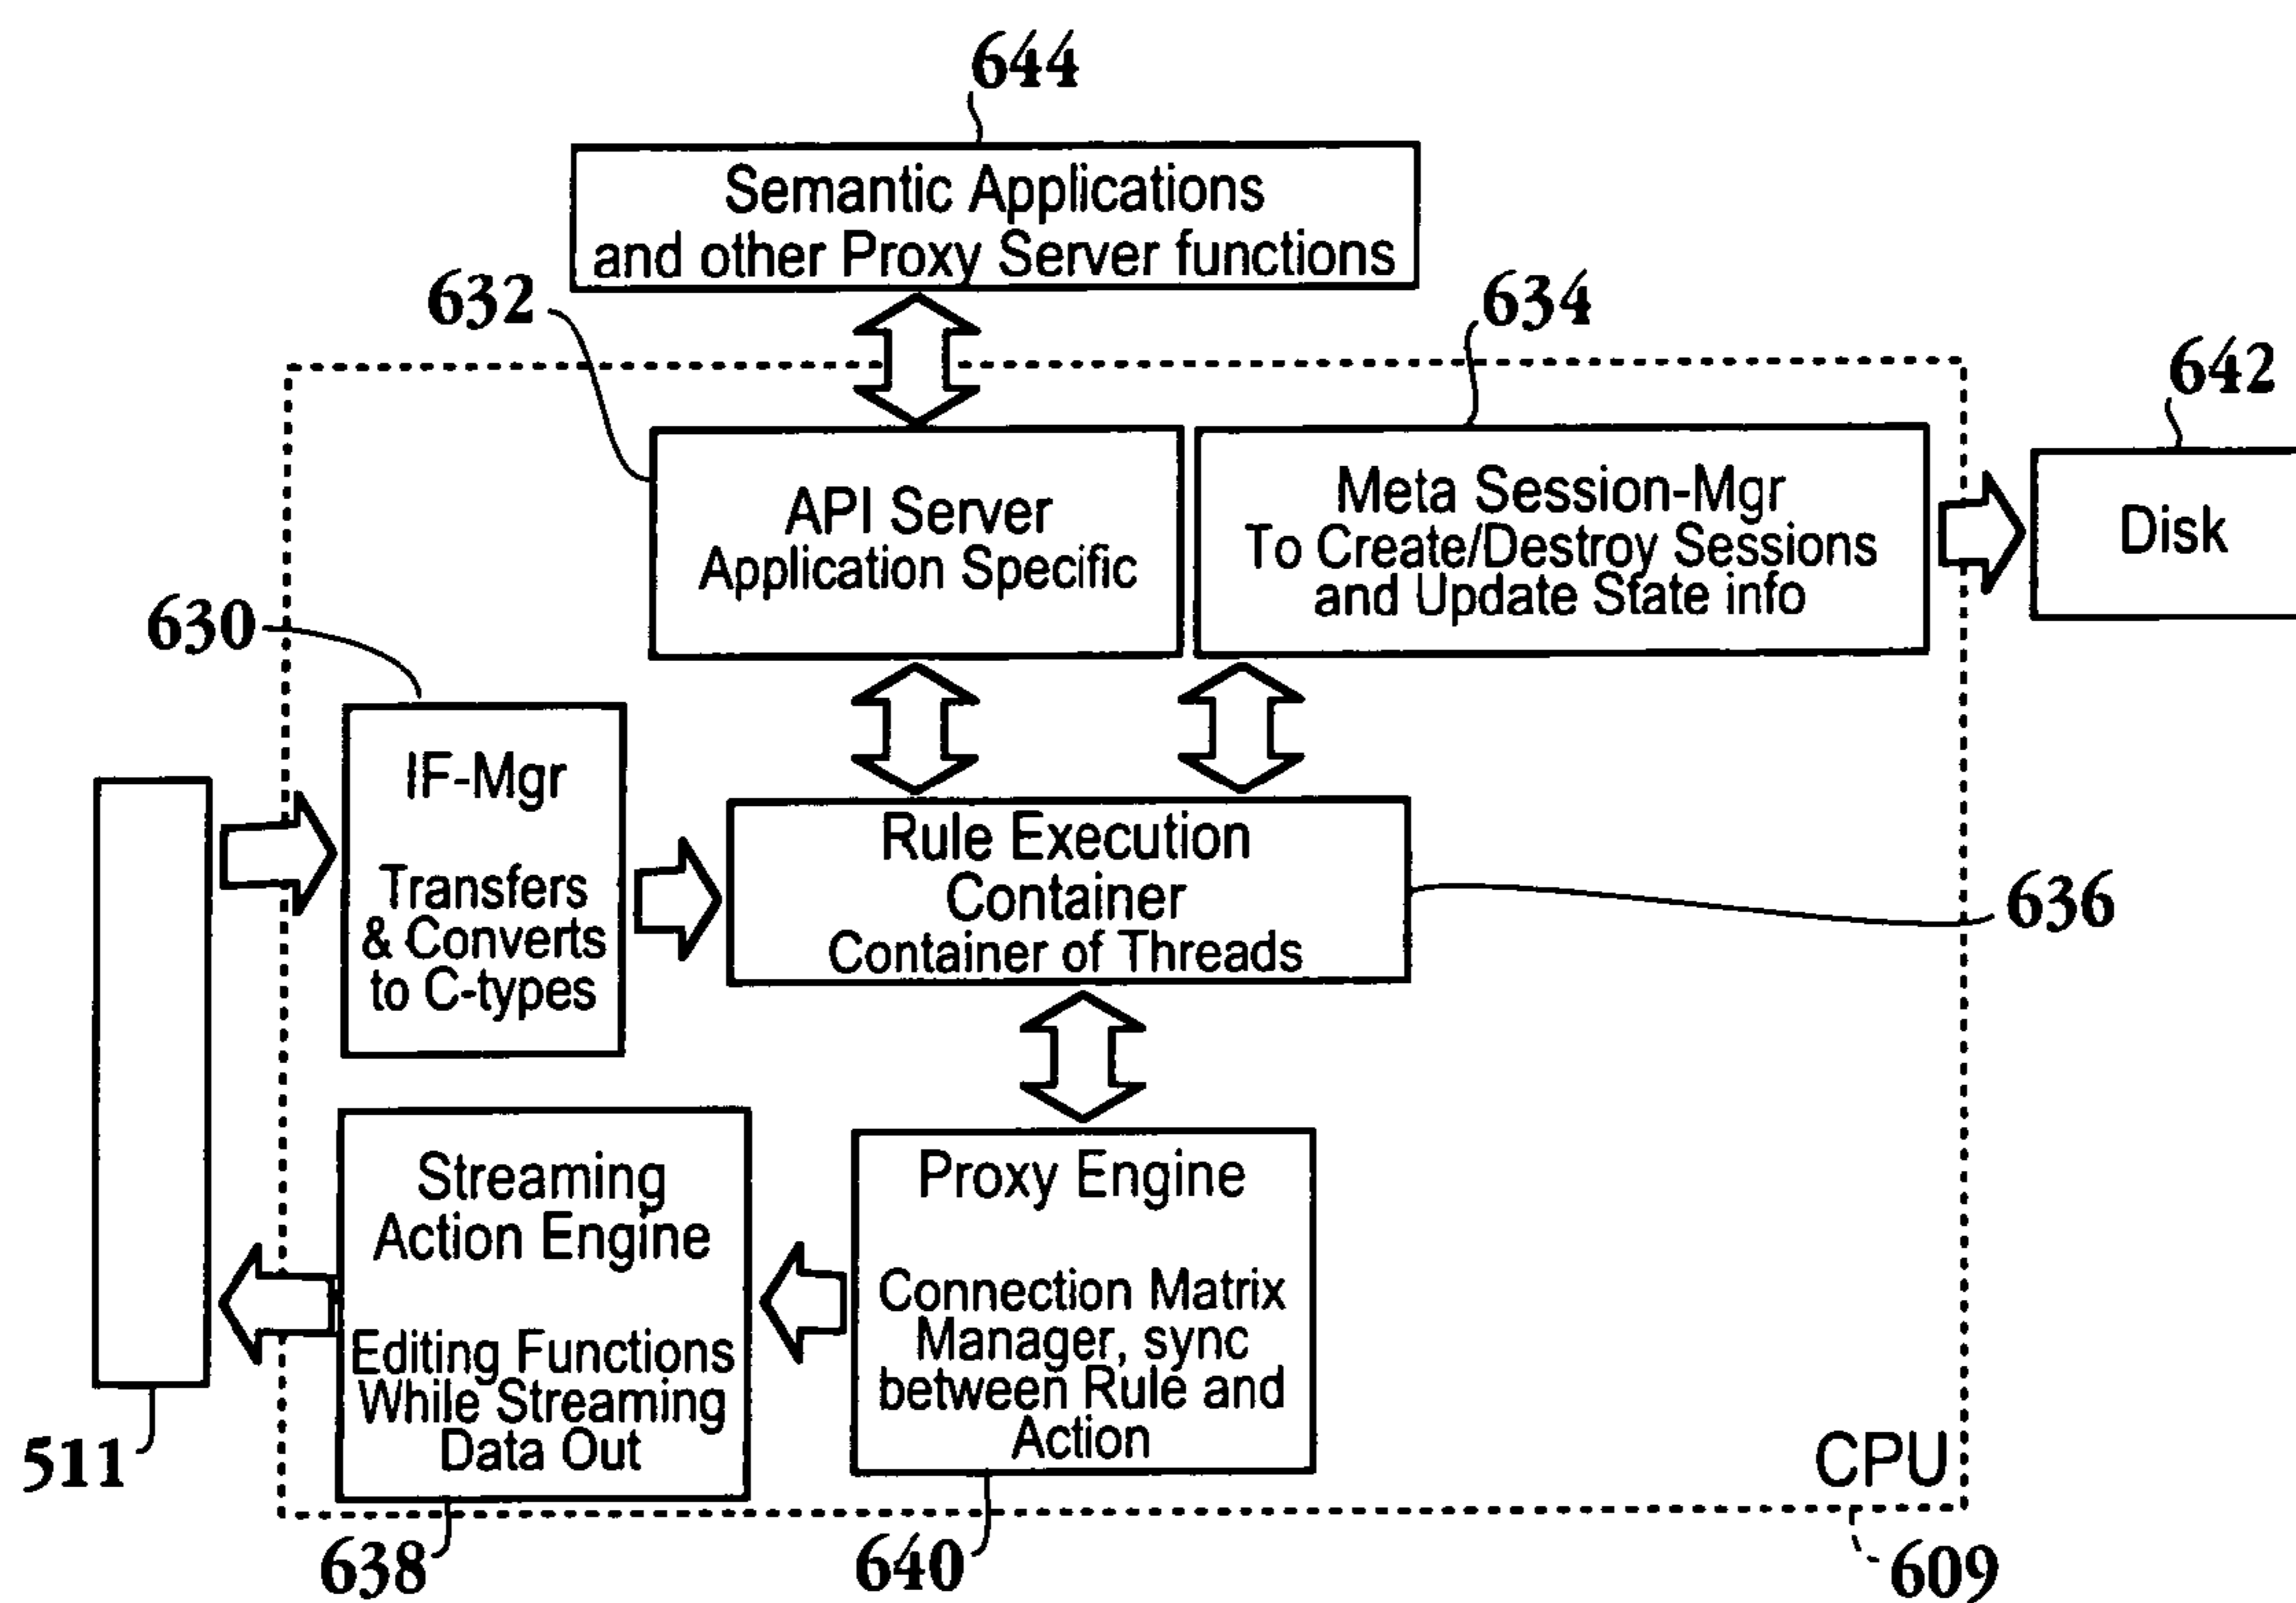 644
Semantic Applications
and other Proxy Server functions
632
634
642
API Server
Application Specific
Meta Session-Mgr
To Create/Destroy Sessions
and Update State info
Disk
630
IF-Mgr
Transfers
& Converts
to C-types
Rule Execution
Container
Container of Threads
636
Streaming
Action Engine
Editing Functions
While Streaming
Data Out
Proxy Engine
Connection Matrix
Manager, sync
between Rule and
Action
511
CPU
638
640
609